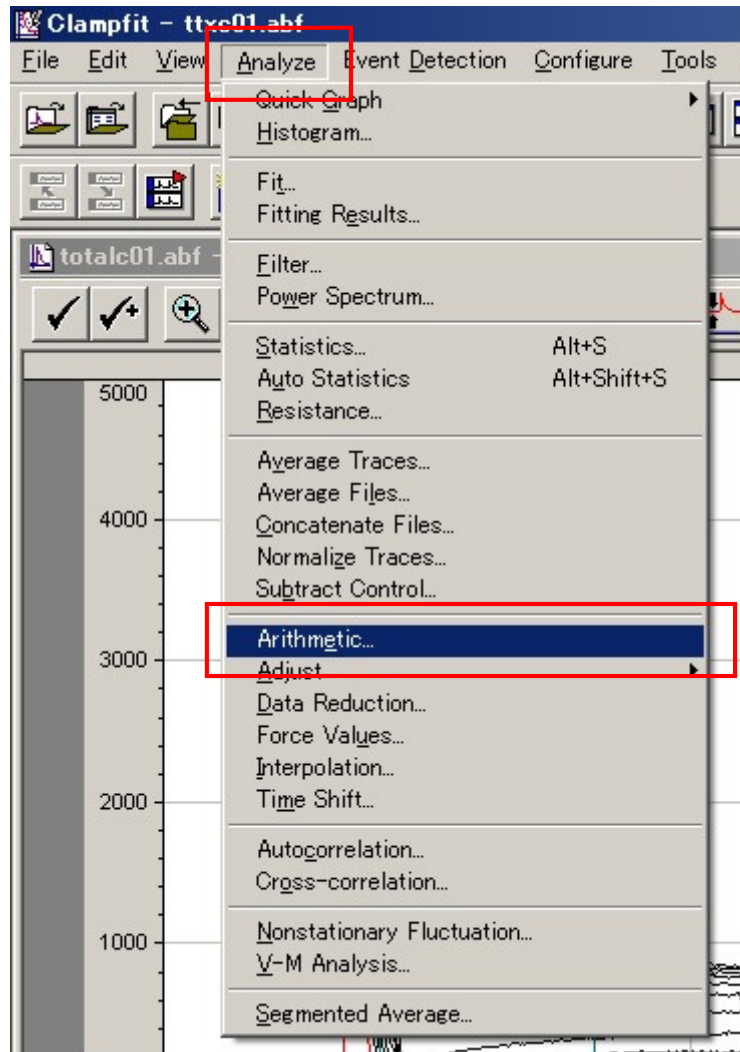 Clampfit - ttxc01.abf
File Edit View Analyze Event Detection Configure Tools
Quick Graph
Histogram...
Fit...
Fitting Results...
totalc01.abf -
Filter...
Power Spectrum...
Statistics... Alt+S
Auto Statistics Alt+Shift+S
Resistance...
5000
Average Traces...
Average Files...
Concatenate Files...
4000
Normalize Traces...
Subtract Control...
Arithmetic...
3000
Adjust
Data Reduction...
Force Values...
Interpolation...
2000
Time Shift...
Autocorrelation...
Cross-correlation...
Nonstationary Fluctuation...
1000
V-M Analysis...
Segmented Average...